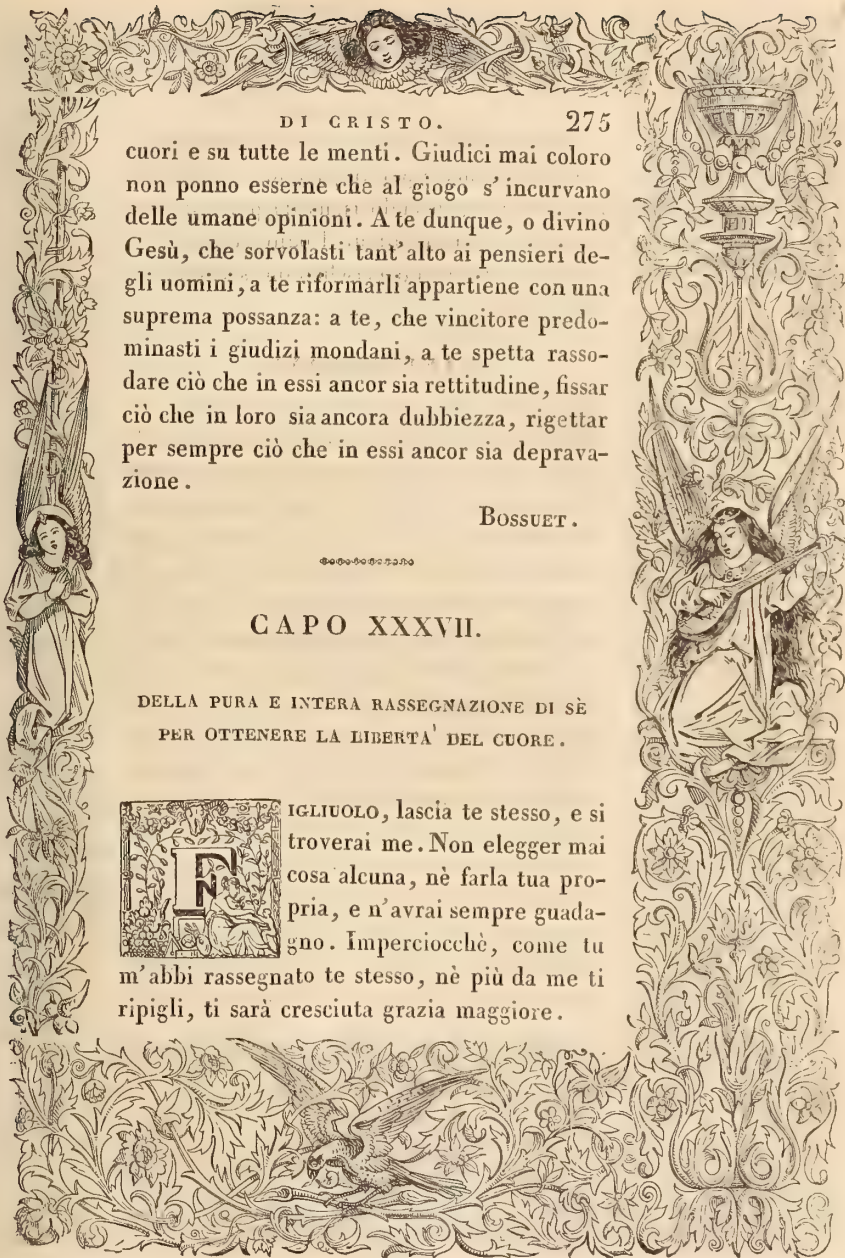 DI CRISTO. 275
cuori e su tutte le menti. Giudici mai coloro
non ponno esserne che al giogo s'incurvano
delle umane opinioni. A te dunque, o divino
Gesù, che sorvolasti tant'alto ai pensieri de-
gli uomini, a te riformarli appartiene con una
suprema possanza: a te, che vincitore predo-
minasti i giudizi mondani, a te spetta rasso-
dare ciò che in essi ancor sia rettitudine, fissar
ciò che in loro sia ancora dubbiezza, rigettar
per sempre ciò che in essi ancor sia deprava-
zione.
BOSSUET.
CAPO XXXVII.
DELLA PURA E INTERA RASSEGNAZIONE DI SÈ
PER OTTENERE LA LIBERTA' DEL CUORE.
FIGLIUOLO, lascia te stesso, e si
troverai me. Non elegger mai
cosa alcuna, nè farla tua pro-
pria, e n'avrai sempre guada-
gno. Imperciocchè, come tu
m'abbi rassegnato te stesso, nè più da me ti
ripigli, ti sarà cresciuta grazia maggiore.